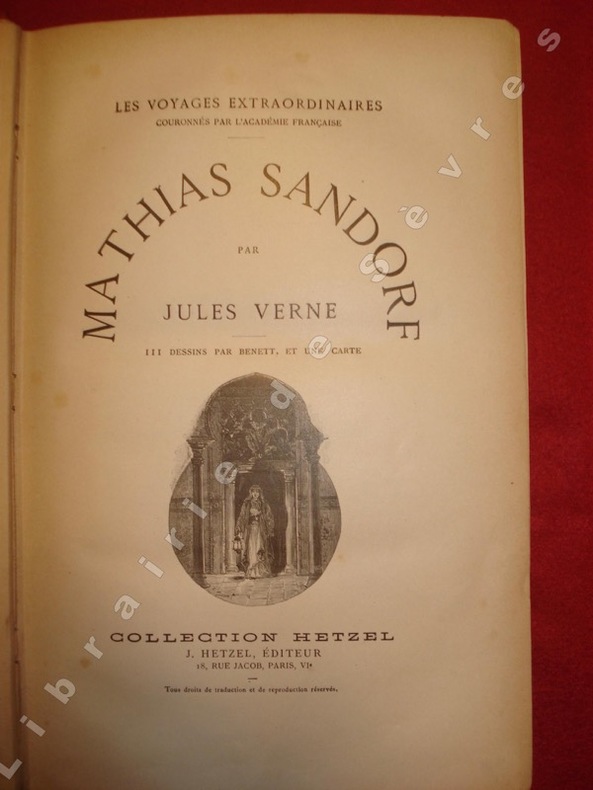 LES VOYAGES EXTRAORDINAIRES
COURONNÉS PAR L'ACADÉMIE FRANÇAISE
MATHIAS SANDORF
PAR
JULES VERNE
111 DESSINS PAR BENETT, ET UNE CARTE
COLLECTION HETZEL
J. HETZEL, ÉDITEUR
18, RUE JACOB, PARIS, VIe
Tous droits de traduction et de reproduction réservés.
Librairie de sèvres